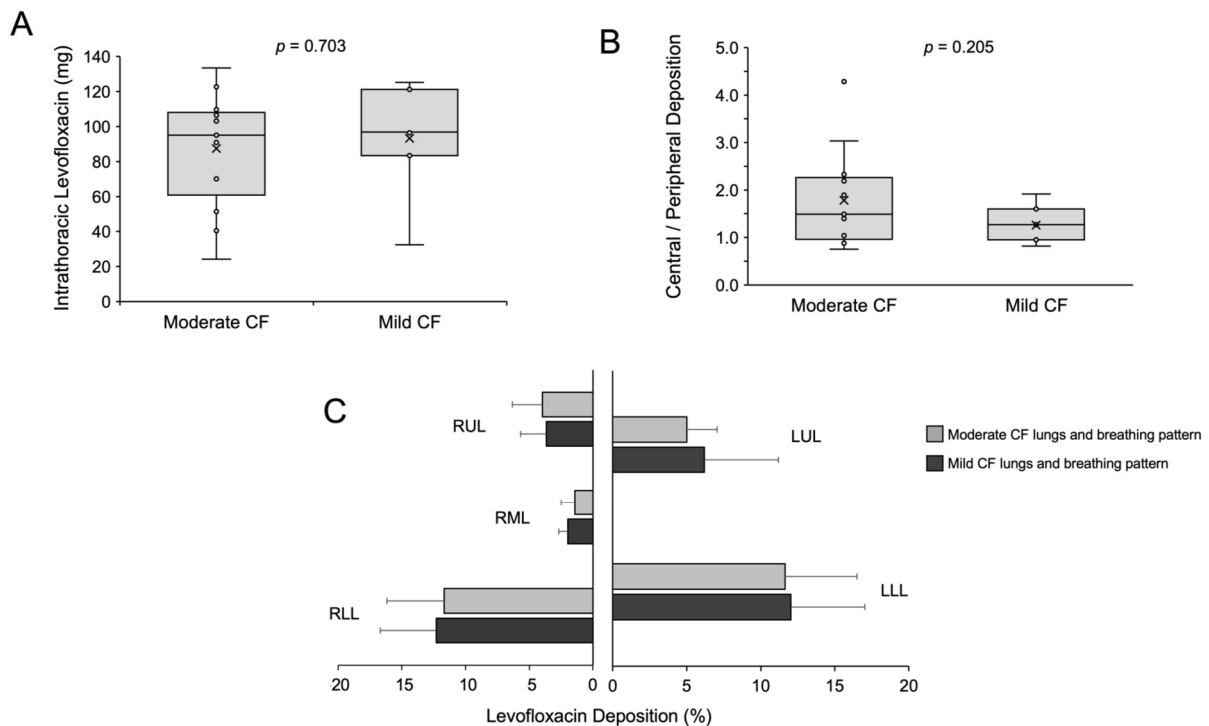 A
p = 0.703
Intrathoracic Levofloxacin (mg)
140
120
100
80
60
40
20
0
Moderate CF
Mild CF
B
p = 0.205
Central / Peripheral Deposition
5.0
4.0
3.0
2.0
1.0
0.0
Moderate CF
Mild CF
C
RUL
LUL
RML
RLL
LLL
Moderate CF lungs and breathing pattern
Mild CF lungs and breathing pattern
20 15 10 5 0 0 5 10 15 20
Levofloxacin Deposition (%)